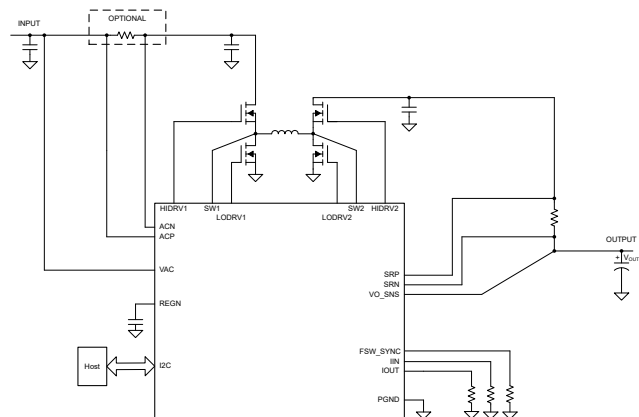 OPTIONAL
INPUT
HIDRV1
SW1
LODRV1
LODRV2
SW2
HIDRV2
ACN
ACP
VAC
REGN
Host
I2C
SRP
SRN
VO_SNS
OUTPUT
+ VOUT
FSW_SYNC
IIN
IOUT
PGND